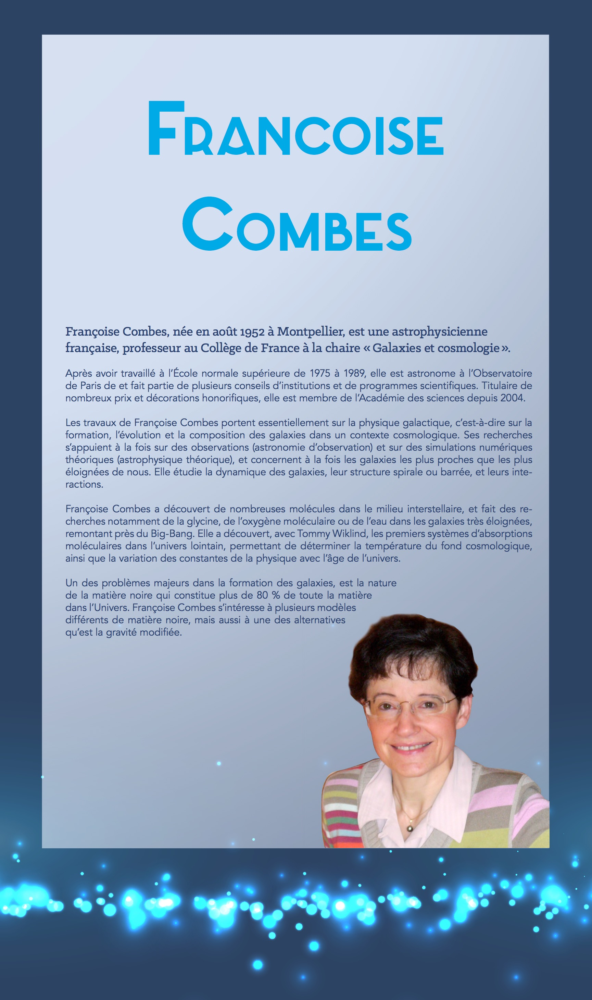 FRANCOISE
COMBES
Françoise Combes, née en août 1952 à Montpellier, est une astrophysicienne
française, professeur au Collège de France à la chaire « Galaxies et cosmologie ».
Après avoir travaillé à l’École normale supérieure de 1975 à 1989, elle est astronome à l’Observatoire
de Paris de et fait partie de plusieurs conseils d’institutions et de programmes scientifiques. Titulaire de
nombreux prix et décorations honorifiques, elle est membre de l’Académie des sciences depuis 2004.
Les travaux de Françoise Combes portent essentiellement sur la physique galactique, c’est-à-dire sur la
formation, l’évolution et la composition des galaxies dans un contexte cosmologique. Ses recherches
s’appuient à la fois sur des observations (astronomie d’observation) et sur des simulations numériques
théoriques (astrophysique théorique), et concernent à la fois les galaxies les plus proches que les plus
éloignées de nous. Elle étudie la dynamique des galaxies, leur structure spirale ou barrée, et leurs inte-
ractions.
Françoise Combes a découvert de nombreuses molécules dans le milieu interstellaire, et fait des re-
cherches notamment de la glycine, de l’oxygène moléculaire ou de l’eau dans les galaxies très éloignées,
remontant près du Big-Bang. Elle a découvert, avec Tommy Wiklind, les premiers systèmes d’absorptions
moléculaires dans l’univers lointain, permettant de déterminer la température du fond cosmologique,
ainsi que la variation des constantes de la physique avec l’âge de l’univers.
Un des problèmes majeurs dans la formation des galaxies, est la nature
de la matière noire qui constitue plus de 80 % de toute la matière
dans l’Univers. Françoise Combes s’intéresse à plusieurs modèles
différents de matière noire, mais aussi à une des alternatives
qu’est la gravité modifiée.